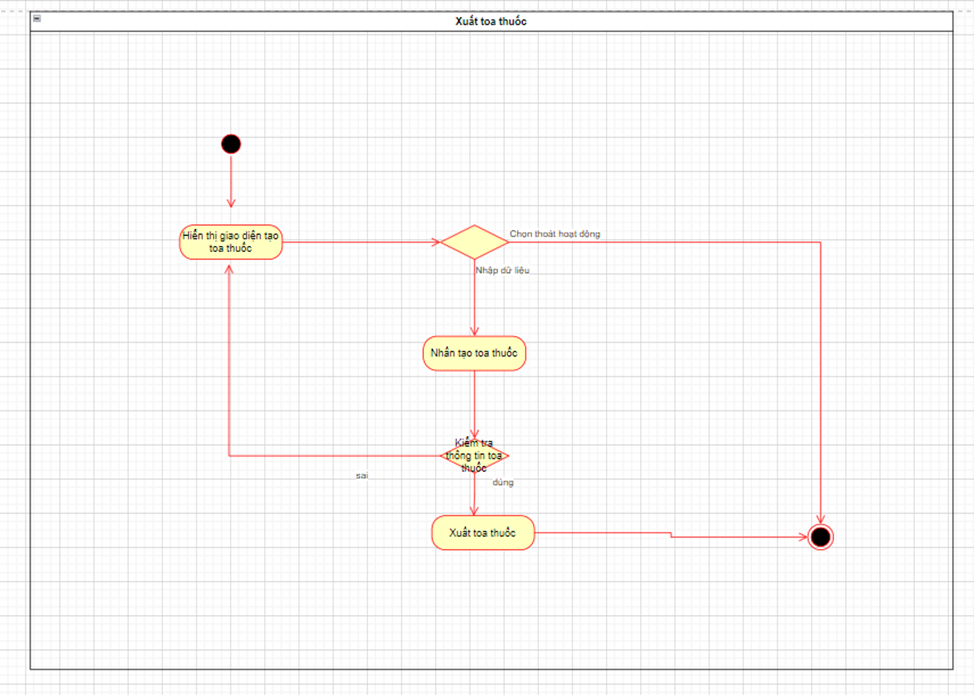 Xuất toa thuốc
Hiển thị giao diện tạo
toa thuốc
Chọn thoát hoạt động
Nhập dữ liệu
Nhấn tạo toa thuốc
Kiểm tra
thông tin toa
thuốc
sai
đúng
Xuất toa thuốc